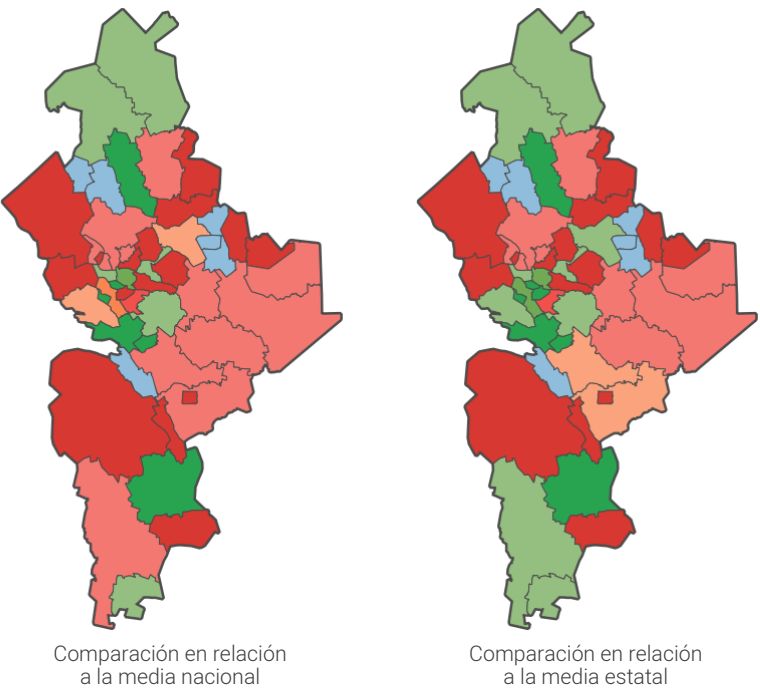 Comparación en relación
a la media nacional
Comparación en relación
a la media estatal